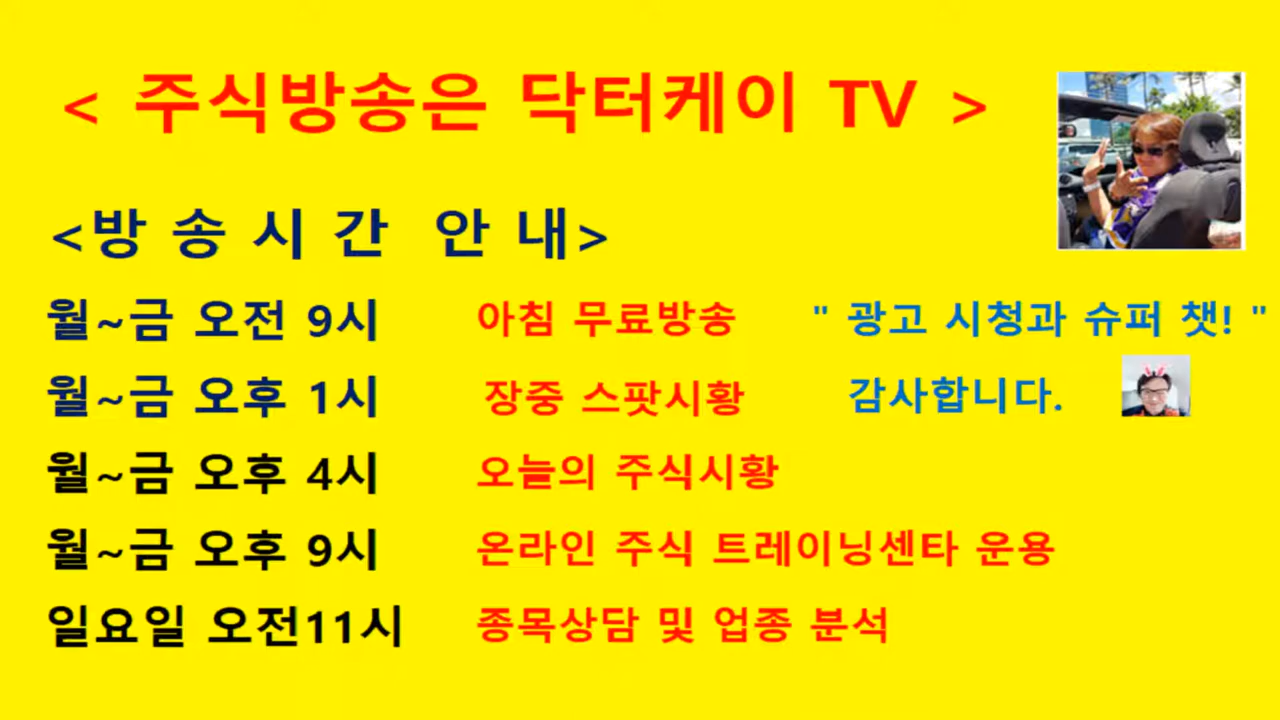 < 주식방송은 닥터케이 TV >
<방 송 시 간 안 내>
월~금 오전 9시 아침 무료방송 " 광고 시청과 슈퍼 챗! "
월~금 오후 1시 장중 스팟시황 감사합니다.
월~금 오후 4시 오늘의 주식시황
월~금 오후 9시 온라인 주식 트레이닝센타 운용
일요일 오전11시 종목상담 및 업종 분석